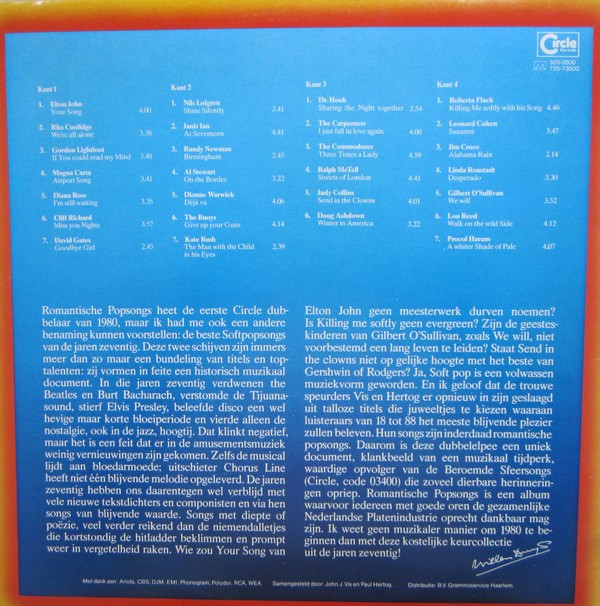 Circle
Records
329-3600
725-73600
Kant 1
1. Elton John
Your Song 4.00
2. Rita Coolidge
We're all alone 3.38
3. Gordon Lightfoot
If You could read my Mind 3.48
4. Magna Carta
Airport Song 3.41
5. Diana Ross
I'm still waiting 3.35
6. Cliff Richard
Miss you Nights 3.57
7. David Gates
Goodbye Girl 2.45
Kant 2
1. Nils Lofgren
Shine Silently 3.41
2. Janis Ian
At Seventeen 4.41
3. Randy Newman
Birmingham 2.45
4. Al Stewart
On the Border 3.22
5. Dionne Warwick
Déjà vu 4.06
6. The Buoys
Give up your Guns 4.14
7. Kate Bush
The Man with the Child
in his Eyes 2.39
Kant 3
1. Dr. Hook
Sharing the Night together 2.54
2. The Carpenters
I just fall in love again 4.00
3. The Commodores
Three Times a Lady 4.59
4. Ralph McTell
Streets of London 4.41
5. Judy Collins
Send in the Clowns 4.01
6. Doug Ashdown
Winter in America 3.22
Kant 4
1. Roberta Flack
Killing Me softly with his Song 4.46
2. Leonard Cohen
Suzanne 3.47
3. Jim Croce
Alabama Rain 2.14
4. Linda Ronstadt
Desperado 3.30
5. Gilbert O'Sullivan
We will 3.52
6. Lou Reed
Walk on the wild Side 4.12
7. Procol Harum
A whiter Shade of Pale 4.07
Romantische Popsongs heet de eerste Circle dub-
belaar van 1980, maar ik had me ook een andere
benaming kunnen voorstellen: de beste Softpopsongs
van de jaren zeventig. Deze twee schijven zijn immers
meer dan zo maar een bundeling van titels en top-
talenten: zij vormen in feite een historisch muzikaal
document. In die jaren zeventig verdwenen the
Beatles en Burt Bacharach, verstomde de Tijuana-
sound, stierf Elvis Presley, beleefde disco een wel
hevige maar korte bloeiperiode en vierde alleen de
nostalgie, ook in de jazz, hoogtij. Dat klinkt negatief,
maar het is een feit dat er in de amusementsmuziek
weinig vernieuwingen zijn gekomen. Zelfs de musical
lijdt aan bloedarmoede; uitschieter Chorus Line
heeft niet één blijvende melodie opgeleverd. De jaren
zeventig hebben ons daarentegen wel verblijd met
vele nieuwe tekstdichters en componisten en via hen
songs van blijvende waarde. Songs met diepte of
poëzie, veel verder reikend dan de niemendalletjes
die kortstondig de hitladder beklimmen en prompt
weer in vergetelheid raken. Wie zou Your Song van
Elton John geen meesterwerk durven noemen?
Is Killing me softly geen evergreen? Zijn de geestes-
kinderen van Gilbert O'Sullivan, zoals We will, niet
voorbestemd een lang leven te leiden? Staat Send in
the clowns niet op gelijke hoogte met het beste van
Gershwin of Rodgers? Ja, Soft pop is een volwassen
muziekvorm geworden. En ik geloof dat de trouwe
speurders Vis en Hertog er opnieuw in zijn geslaagd
uit talloze titels die juweeltjes te kiezen waaraan
luisteraars van 18 tot 88 het meeste blijvende plezier
zullen beleven. Hun songs zijn inderdaad romantische
popsongs. Daarom is deze dubbelelpee een uniek
document, klankbeeld van een muzikaal tijdperk,
waardige opvolger van de Beroemde Sfeersongs
(Circle, code 03400) die zoveel dierbare herinnerin-
gen opriep. Romantische Popsongs is een album
waarvoor iedereen met goede oren de gezamenlijke
Nederlandse Platenindustrie oprecht dankbaar mag
zijn. Ik weet geen muzikaler manier om 1980 te be-
ginnen dan met deze kostelijke keurcollectie
uit de jaren zeventig!
Met dank aan: Ariola, CBS, DJM, EMI, Phonogram, Polydor, RCA, WEA. Samengesteld door: John J. Vis en Paul Hertog. Distributie: B.V. Grammoservice Haarlem.